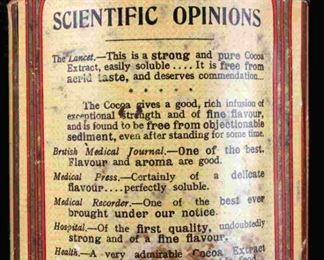 SCIENTIFIC OPINIONS
The Lancet.—This is a strong and pure Cocoa
Extract, easily soluble .... It is free from
acrid taste, and deserves commendation...
* * * * *
The Cocoa gives a good, rich infusion of
exceptional strength and of fine flavour,
and is found to be free from objectionable
sediment, even after standing for some time.
British Medical Journal.—One of the best.
Flavour and aroma are good.
Medical Press.—Certainly of a delicate
flavour....perfectly soluble.
Medical Recorder.—One of the best ever
brought under our notice.
Hospital.—Of the first quality, undoubtedly
strong and of a fine flavour.
Health.—A very admirable Cocoa Extract